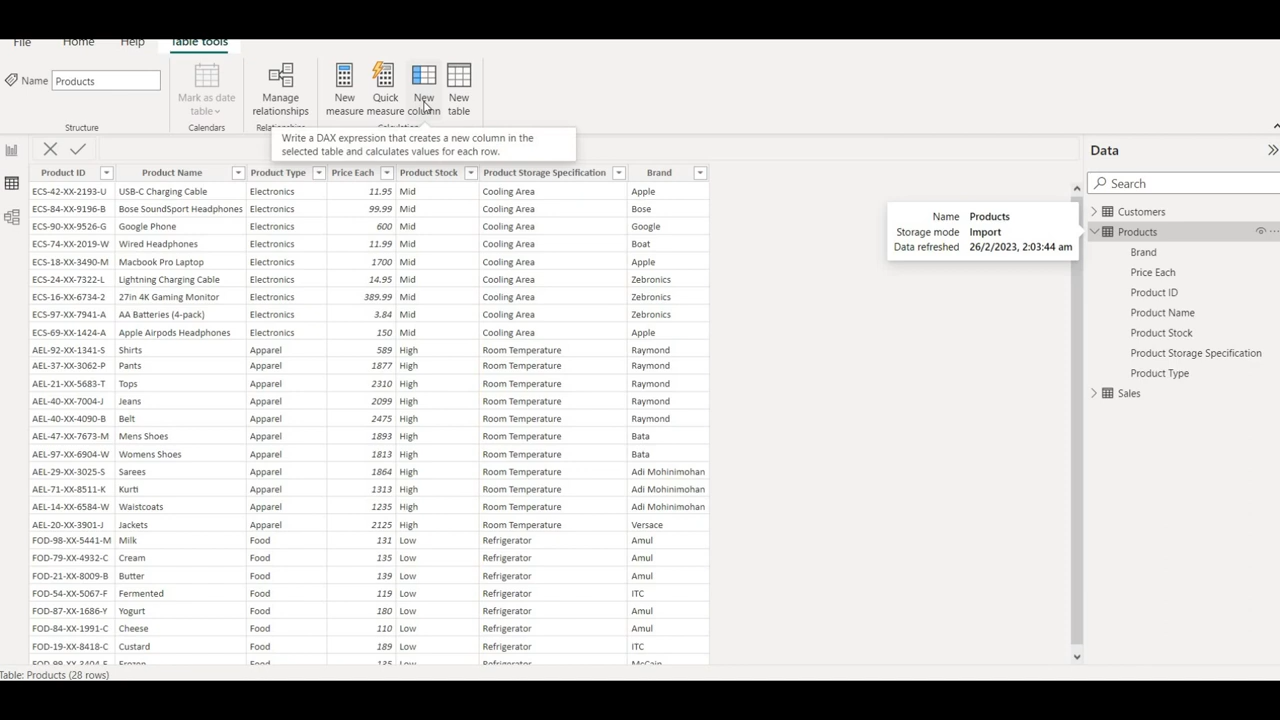 File Home Help Table tools
Name Products
Mark as date table
Manage relationships
New measure
Quick measure
New column
New table
Structure Calendars Relationships
Write a DAX expression that creates a new column in the
selected table and calculates values for each row.
Product ID Product Name Product Type Price Each Product Stock Product Storage Specification Brand
ECS-42-XX-2193-U USB-C Charging Cable Electronics 11.95 Mid Cooling Area Apple
ECS-84-XX-9196-B Bose SoundSport Headphones Electronics 99.99 Mid Cooling Area Bose
ECS-90-XX-9526-G Google Phone Electronics 600 Mid Cooling Area Google
ECS-74-XX-2019-W Wired Headphones Electronics 11.99 Mid Cooling Area Boat
ECS-18-XX-3490-M Macbook Pro Laptop Electronics 1700 Mid Cooling Area Apple
ECS-24-XX-7322-L Lightning Charging Cable Electronics 14.95 Mid Cooling Area Zebronics
ECS-16-XX-6734-2 27in 4K Gaming Monitor Electronics 389.99 Mid Cooling Area Zebronics
ECS-97-XX-7941-A AA Batteries (4-pack) Electronics 3.84 Mid Cooling Area Zebronics
ECS-69-XX-1424-A Apple Airpods Headphones Electronics 150 Mid Cooling Area Apple
AEL-92-XX-1341-S Shirts Apparel 589 High Room Temperature Raymond
AEL-37-XX-3062-P Pants Apparel 1877 High Room Temperature Raymond
AEL-21-XX-5683-T Tops Apparel 2310 High Room Temperature Raymond
AEL-40-XX-7004-J Jeans Apparel 2099 High Room Temperature Raymond
AEL-40-XX-4090-B Belt Apparel 2475 High Room Temperature Raymond
AEL-47-XX-7673-M Mens Shoes Apparel 1893 High Room Temperature Bata
AEL-97-XX-6904-W Womens Shoes Apparel 1813 High Room Temperature Bata
AEL-29-XX-3025-S Sarees Apparel 1864 High Room Temperature Adi Mohinimohan
AEL-71-XX-8511-K Kurti Apparel 1313 High Room Temperature Adi Mohinimohan
AEL-14-XX-6584-W Waistcoats Apparel 1235 High Room Temperature Adi Mohinimohan
AEL-20-XX-3901-J Jackets Apparel 2125 High Room Temperature Versace
FOD-98-XX-5441-M Milk Food 131 Low Refrigerator Amul
FOD-79-XX-4932-C Cream Food 135 Low Refrigerator Amul
FOD-21-XX-8009-B Butter Food 139 Low Refrigerator Amul
FOD-54-XX-5067-F Fermented Food 119 Low Refrigerator ITC
FOD-87-XX-1686-Y Yogurt Food 180 Low Refrigerator Amul
FOD-84-XX-1991-C Cheese Food 110 Low Refrigerator Amul
FOD-19-XX-8418-C Custard Food 189 Low Refrigerator ITC
Frozen Food 135 Low Refrigerator McCain
Table: Products (28 rows)
Name Products
Storage mode Import
Data refreshed 26/2/2023, 2:03:44 am
Data
Search
Customers
Products
Brand
Price Each
Product ID
Product Name
Product Stock
Product Storage Specification
Product Type
Sales